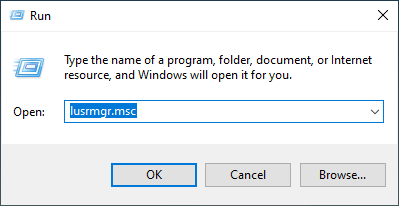 Run
Type the name of a program, folder, document, or Internet
resource, and Windows will open it for you.
Open: lusrmgr.msc
OK Cancel Browse...